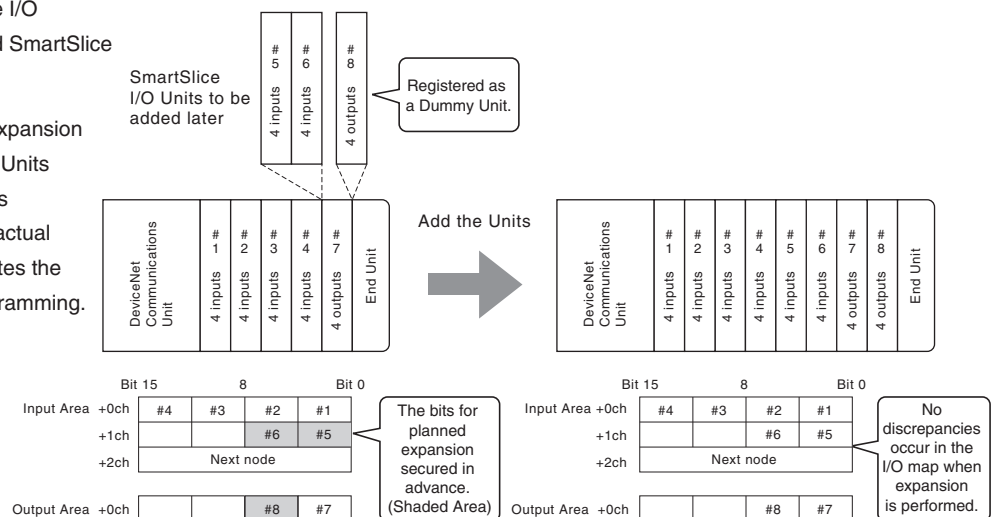 e I/O
d SmartSlice
xpansion
Units
s
actual
tes the
ramming.
SmartSlice
I/O Units to be
added later
#5 4 inputs
#6 4 inputs
#8 4 outputs
Registered as
a Dummy Unit.
DeviceNet
Communications
Unit
#1 4 inputs
#2 4 inputs
#3 4 inputs
#4 4 inputs
#7 4 outputs
End Unit
Add the Units
DeviceNet
Communications
Unit
#1 4 inputs
#2 4 inputs
#3 4 inputs
#4 4 inputs
#5 4 inputs
#6 4 inputs
#7 4 outputs
#8 4 outputs
End Unit
Bit 15 8 Bit 0
Input Area +0ch #4 #3 #2 #1
+1ch #6 #5
+2ch Next node
Output Area +0ch #8 #7
The bits for
planned
expansion
secured in
advance.
(Shaded Area)
Bit 15 8 Bit 0
Input Area +0ch #4 #3 #2 #1
+1ch #6 #5
+2ch Next node
Output Area +0ch #8 #7
No
discrepancies
occur in the
I/O map when
expansion
is performed.